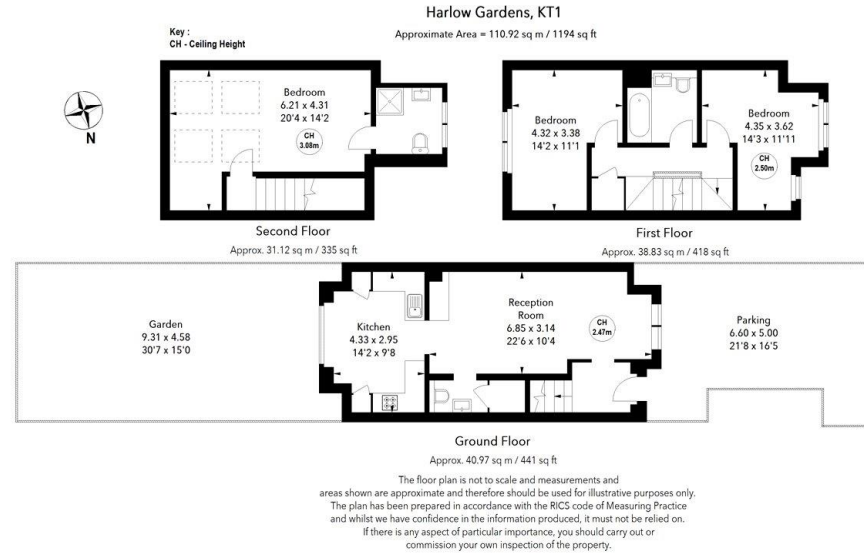 Harlow Gardens, KT1
Approximate Area = 110.92 sq m / 1194 sq ft
Key :
CH - Ceiling Height
N
Bedroom
6.21 x 4.31
20'4 x 14'2
CH
3.08m
Second Floor
Approx. 31.12 sq m / 335 sq ft
Bedroom
4.32 x 3.38
14'2 x 11'1
Bedroom
4.35 x 3.62
14'3 x 11'11
CH
2.50m
First Floor
Approx. 38.83 sq m / 418 sq ft
Garden
9.31 x 4.58
30'7 x 15'0
Kitchen
4.33 x 2.95
14'2 x 9'8
Reception
Room
6.85 x 3.14
22'6 x 10'4
CH
2.47m
Parking
6.60 x 5.00
21'8 x 16'5
Ground Floor
Approx. 40.97 sq m / 441 sq ft
The floor plan is not to scale and measurements and
areas shown are approximate and therefore should be used for illustrative purposes only.
The plan has been prepared in accordance with the RICS code of Measuring Practice
and whilst we have confidence in the information produced, it must not be relied on.
If there is any aspect of particular importance, you should carry out or
commission your own inspection of the property.